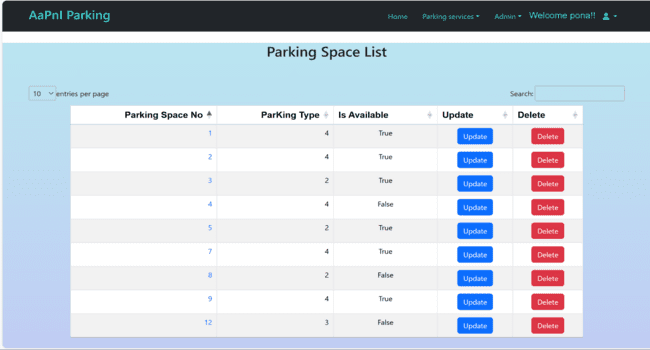 AaPnI Parking Home Parking services Admin Welcome pona!!
Parking Space List
10 entries per page Search:
Parking Space No ParKing Type Is Available Update Delete
1 4 True Update Delete
2 4 True Update Delete
3 2 True Update Delete
4 4 False Update Delete
5 2 True Update Delete
7 4 True Update Delete
8 2 False Update Delete
9 4 True Update Delete
12 3 False Update Delete